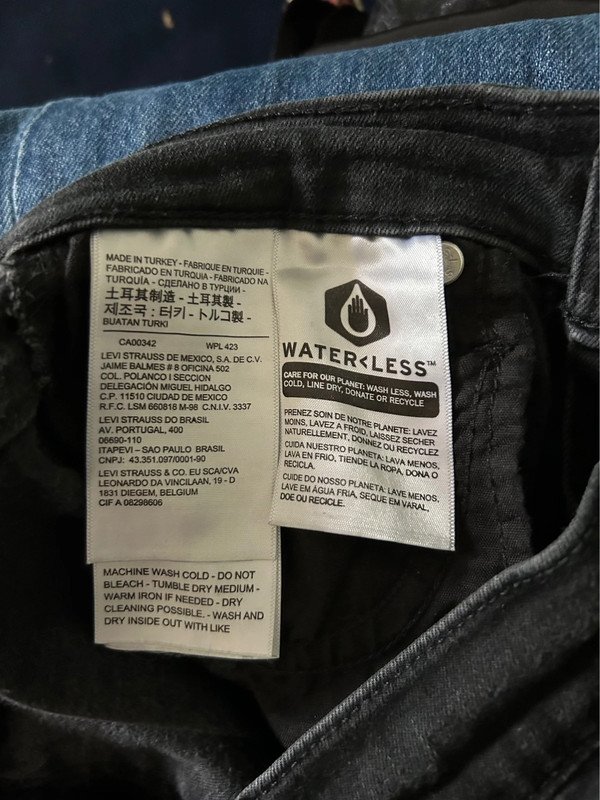 MADE IN TURKEY - FABRIQUE EN TURQUIE -
FABRICADO EN TURQUIA - FABRICADO NA
TURQUÍA - СДЕЛАНО В ТУРЦИИ -
土耳其制造 - 土耳其製 -
제조국 : 터키 - トルコ製 -
BUATAN TURKI
CA00342 WPL 423
LEVI STRAUSS DE MEXICO, S.A. DE C.V.
JAIME BALMES # 8 OFICINA 502
COL. POLANCO I SECCION
DELEGACIÓN MIGUEL HIDALGO
C.P. 11510 CIUDAD DE MEXICO
R.F.C. LSM 660818 M-98 C.N.I.V. 3337
LEVI STRAUSS DO BRASIL
AV. PORTUGAL, 400
06690-110
ITAPEVI – SAO PAULO BRASIL
CNPJ: 43.351.097/0001-90
LEVI STRAUSS & CO. EU SCA/CVA
LEONARDO DA VINCILAAN, 19 - D
1831 DIEGEM, BELGIUM
CIF A 08298606
MACHINE WASH COLD - DO NOT
BLEACH - TUMBLE DRY MEDIUM -
WARM IRON IF NEEDED - DRY
CLEANING POSSIBLE. - WASH AND
DRY INSIDE OUT WITH LIKE
WATER<LESS™
CARE FOR OUR PLANET: WASH LESS, WASH
COLD, LINE DRY, DONATE OR RECYCLE
PRENEZ SOIN DE NOTRE PLANETE: LAVEZ
MOINS, LAVEZ A FROID, LAISSEZ SECHER
NATURELLEMENT, DONNEZ OU RECYCLEZ
CUIDA NUESTRO PLANETA: LAVA MENOS,
LAVA EN FRIO, TIENDE LA ROPA, DONA O
RECICLA.
CUIDE DO NOSSO PLANETA: LAVE MENOS,
LAVE EM ÁGUA FRIA, SEQUE EM VARAL,
DOE OU RECICLE.